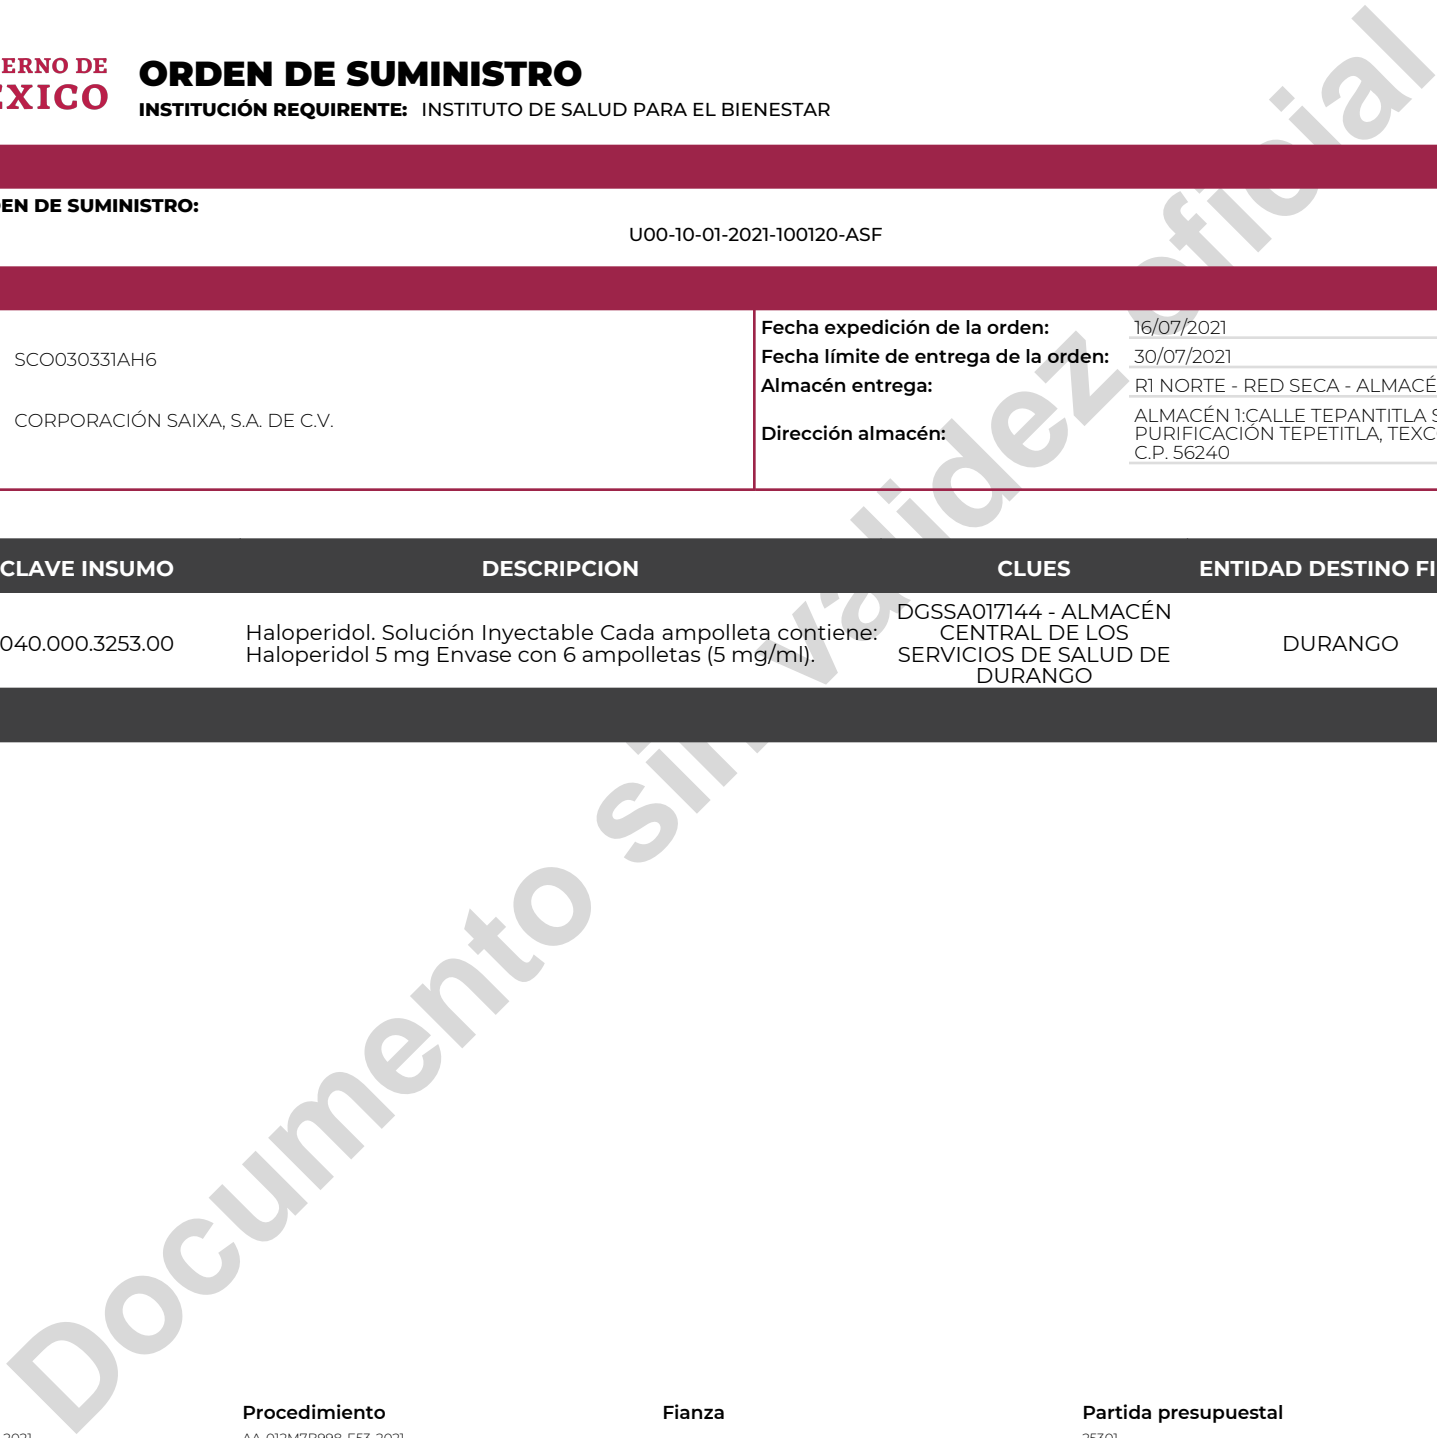 ORDEN DE SUMINISTRO
INSTITUCIÓN REQUIRENTE: INSTITUTO DE SALUD PARA EL BIENESTAR
ERNO DE
EXICO
EN DE SUMINISTRO:
U00-10-01-2021-100120-ASF
SCO030331AH6
CORPORACIÓN SAIXA, S.A. DE C.V.
Fecha expedición de la orden: 16/07/2021
Fecha límite de entrega de la orden: 30/07/2021
Almacén entrega: R1 NORTE - RED SECA - ALMACÉ
Dirección almacén: ALMACÉN 1:CALLE TEPANTITLA S
PURIFICACIÓN TEPETITLA, TEXC
C.P. 56240
CLAVE INSUMO DESCRIPCION CLUES ENTIDAD DESTINO FI
040.000.3253.00
Haloperidol. Solución Inyectable Cada ampolleta contiene:
Haloperidol 5 mg Envase con 6 ampolletas (5 mg/ml).
DGSSA017144 - ALMACÉN
CENTRAL DE LOS
SERVICIOS DE SALUD DE
DURANGO
DURANGO
Documento sin validez oficial
Procedimiento Fianza Partida presupuestal